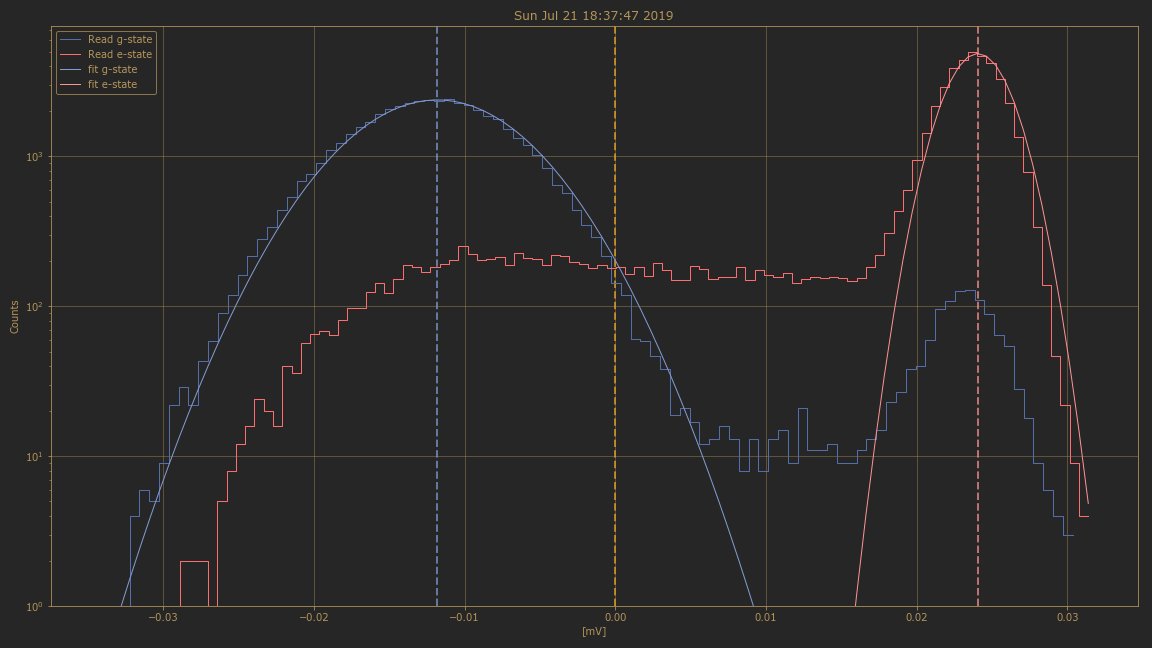 Sun Jul 21 18:37:47 2019
Read g-state
Read e-state
fit g-state
fit e-state
Counts
10³
10²
10¹
10⁰
−0.03 −0.02 −0.01 0.00 0.01 0.02 0.03
[mV]